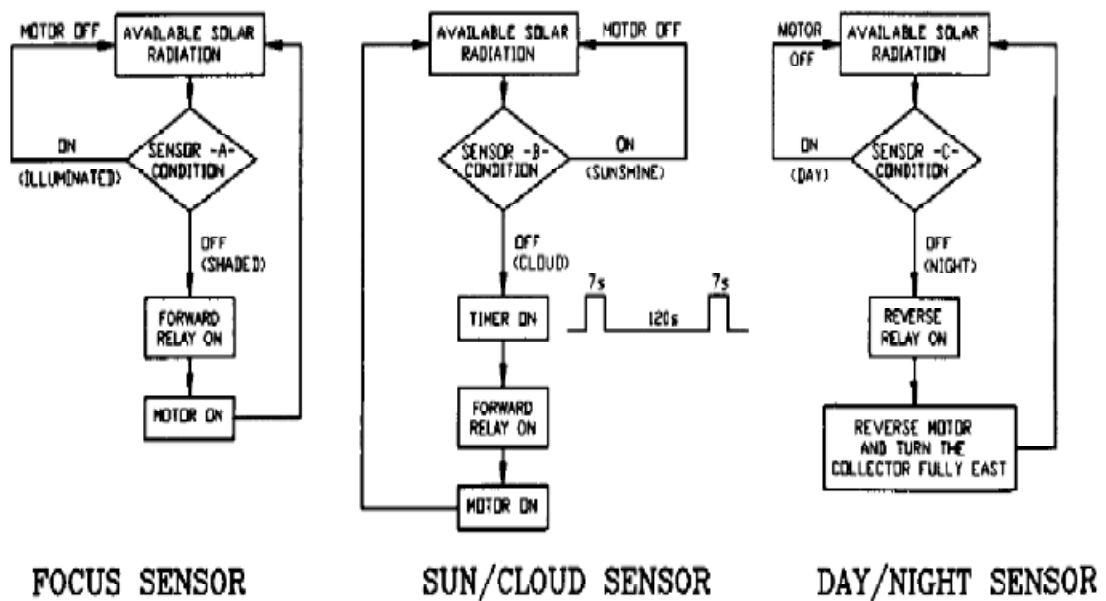 MOTOR OFF
AVAILABLE SOLAR
RADIATION
ON
(ILLUMINATED)
SENSOR -A-
CONDITION
OFF
(SHADED)
FORWARD
RELAY ON
MOTOR ON
FOCUS SENSOR
AVAILABLE SOLAR
RADIATION
MOTOR OFF
SENSOR -B-
CONDITION
ON
(SUNSHINE)
OFF
(CLOUD)
TIMER ON
7s
120s
7s
FORWARD
RELAY ON
MOTOR ON
SUN/CLOUD SENSOR
MOTOR
OFF
AVAILABLE SOLAR
RADIATION
ON
(DAY)
SENSOR -C-
CONDITION
OFF
(NIGHT)
REVERSE
RELAY ON
REVERSE MOTOR
AND TURN THE
COLLECTOR FULLY EAST
DAY/NIGHT SENSOR